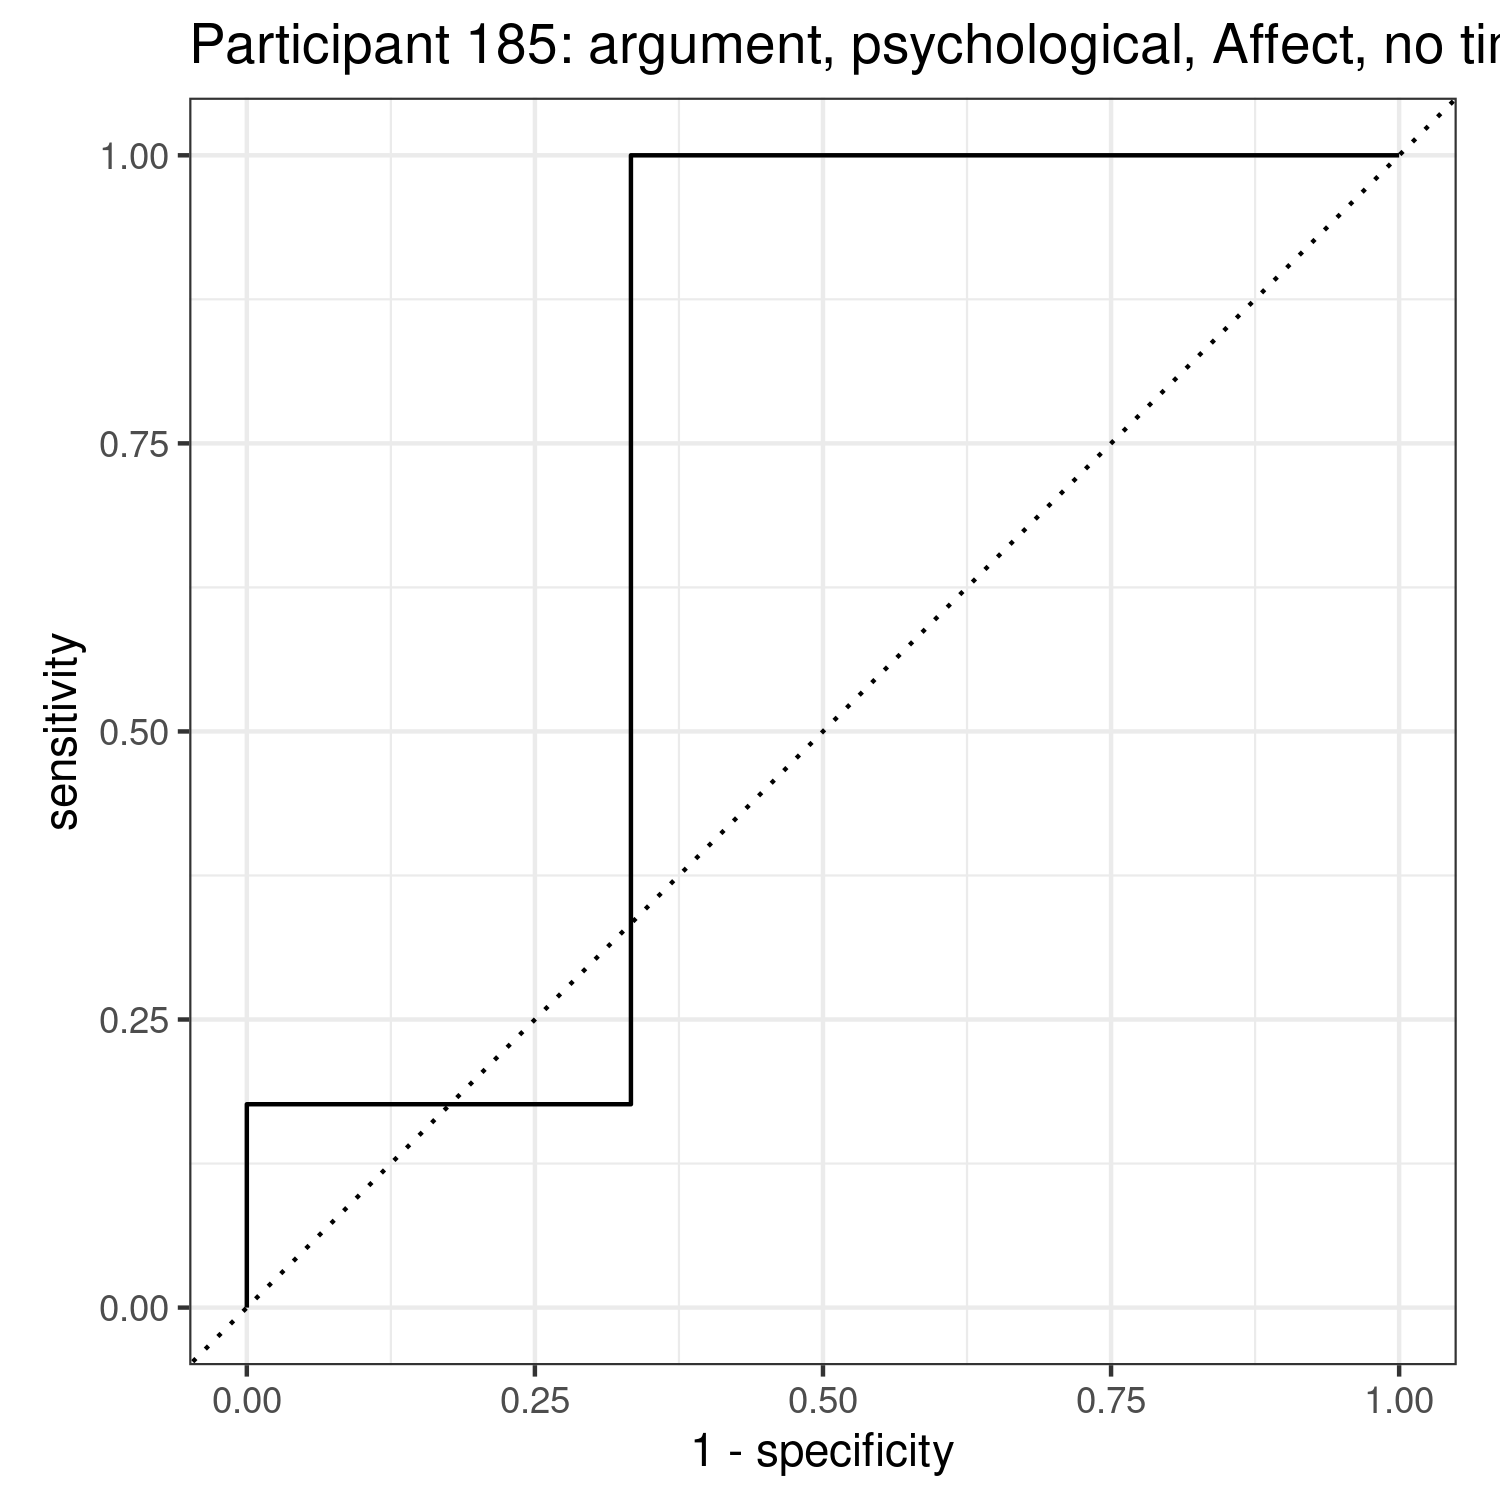 Participant 185: argument, psychological, Affect, no
1.00
0.75
0.50
0.25
0.00
sensitivity
0.00 0.25 0.50 0.75 1.00
1 - specificity